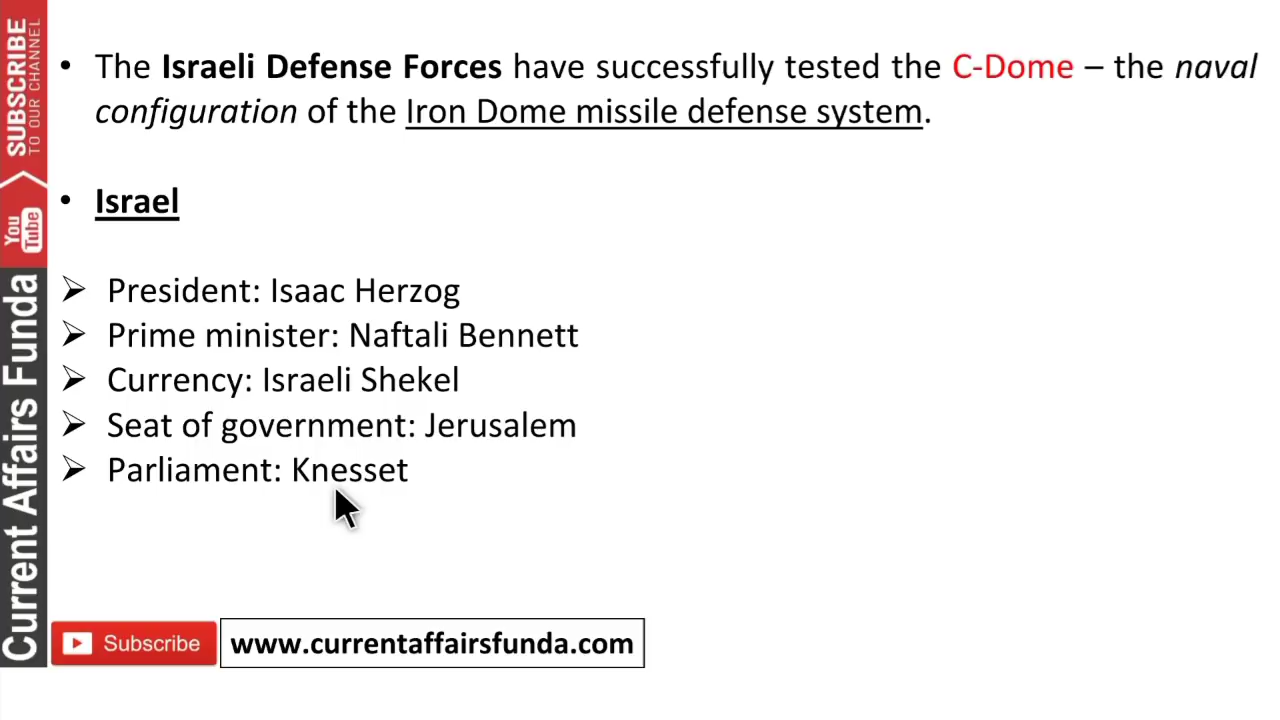 • The Israeli Defense Forces have successfully tested the C-Dome – the naval
configuration of the Iron Dome missile defense system.
• Israel
➢ President: Isaac Herzog
➢ Prime minister: Naftali Bennett
➢ Currency: Israeli Shekel
➢ Seat of government: Jerusalem
➢ Parliament: Knesset
SUBSCRIBE
TO OUR CHANNEL
You
Tube
Current Affairs Funda
Subscribe
www.currentaffairsfunda.com